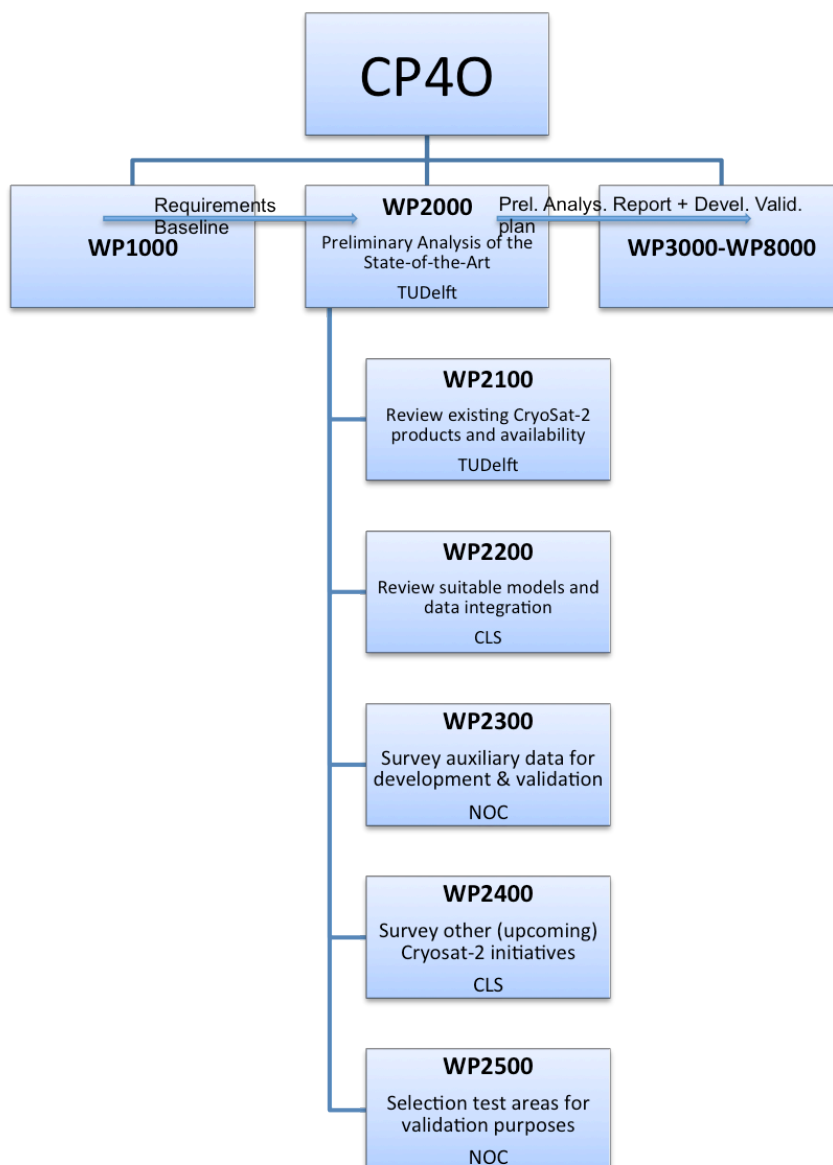 CP4O
Requirements
Baseline
WP1000
WP2000
Preliminary Analysis of the
State-of-the-Art
TUDelft
Prel. Analys. Report + Devel. Valid.
plan
WP3000-WP8000
WP2100
Review existing CryoSat-2
products and availability
TUDelft
WP2200
Review suitable models and
data integration
CLS
WP2300
Survey auxiliary data for
development & validation
NOC
WP2400
Survey other (upcoming)
Cryosat-2 initiatives
CLS
WP2500
Selection test areas for
validation purposes
NOC